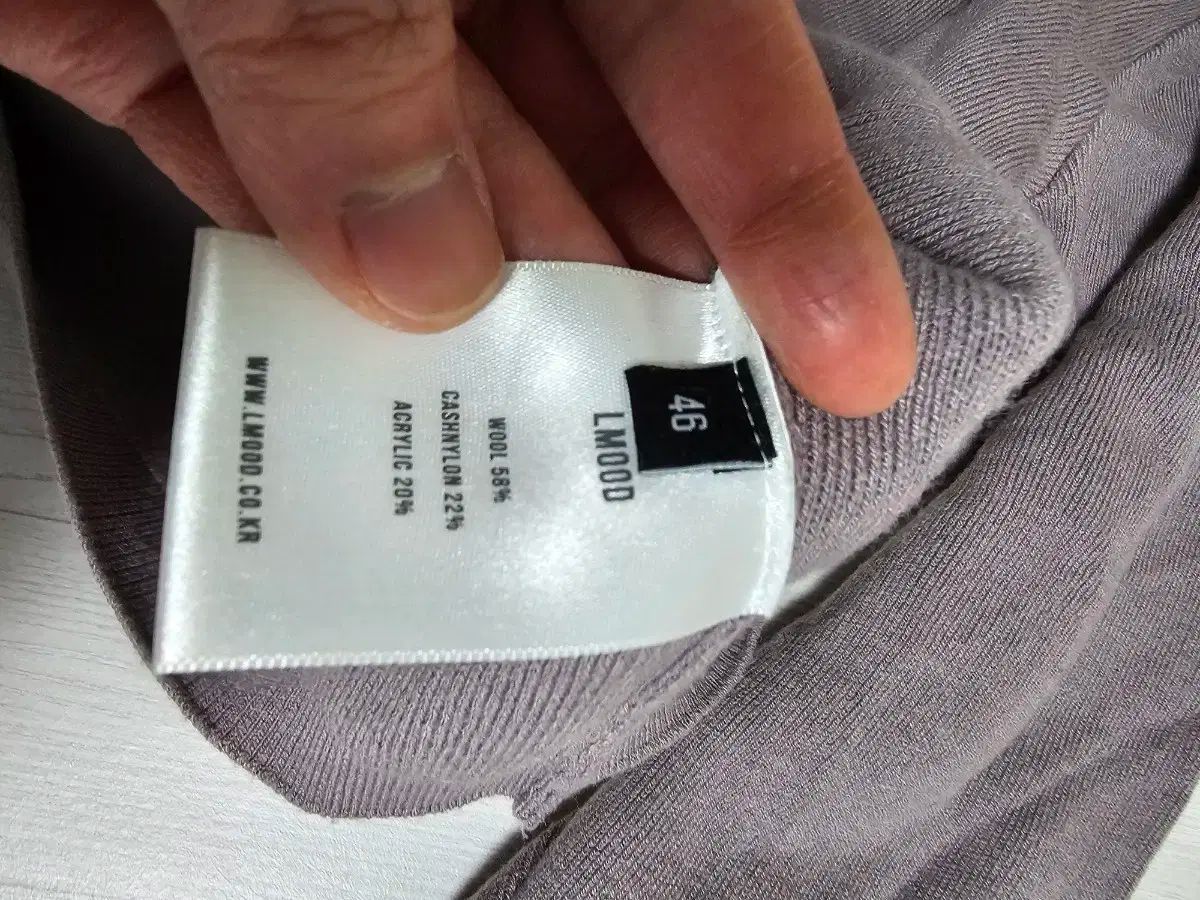 46
LMOOD
WOOL 58%
CASHNYLON 22%
ACRYLIC 20%
WWW.LMOOD.CO.KR